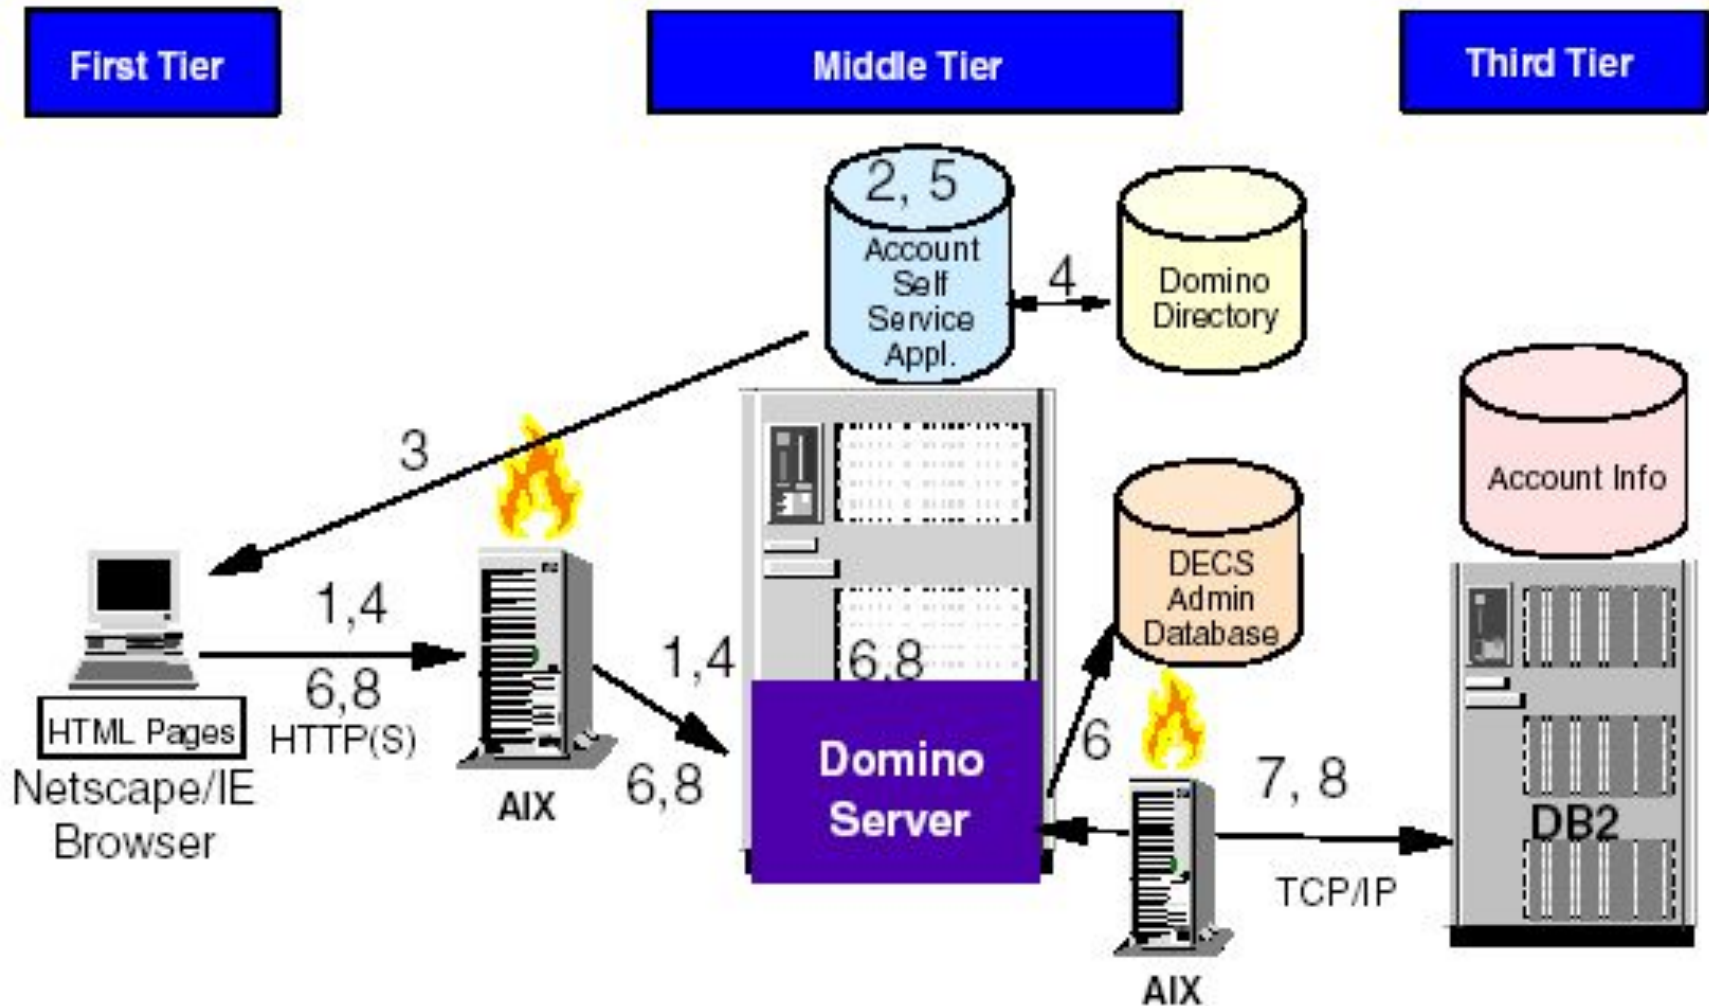 First Tier
Middle Tier
Third Tier
2, 5
Account
Self
Service
Appl.
4
Domino
Directory
Account Info
3
DECS
Admin
Database
1,4
6,8
HTTP(S)
HTML Pages
Netscape/IE
Browser
AIX
1,4
6,8
6,8
Domino
Server
6
7, 8
TCP/IP
AIX
DB2